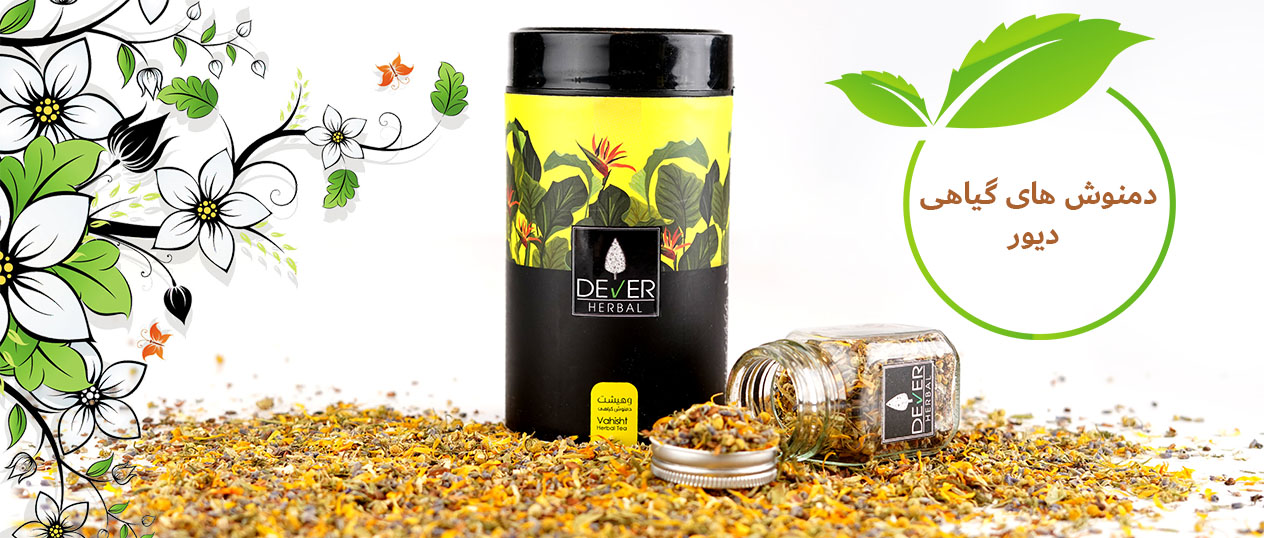 دمنوش های گیاهی
دیور
DEVER
HERBAL
وهیشت
دمنوش گیاهی
Vahisht
Herbal Tea
DEVER
HERBAL